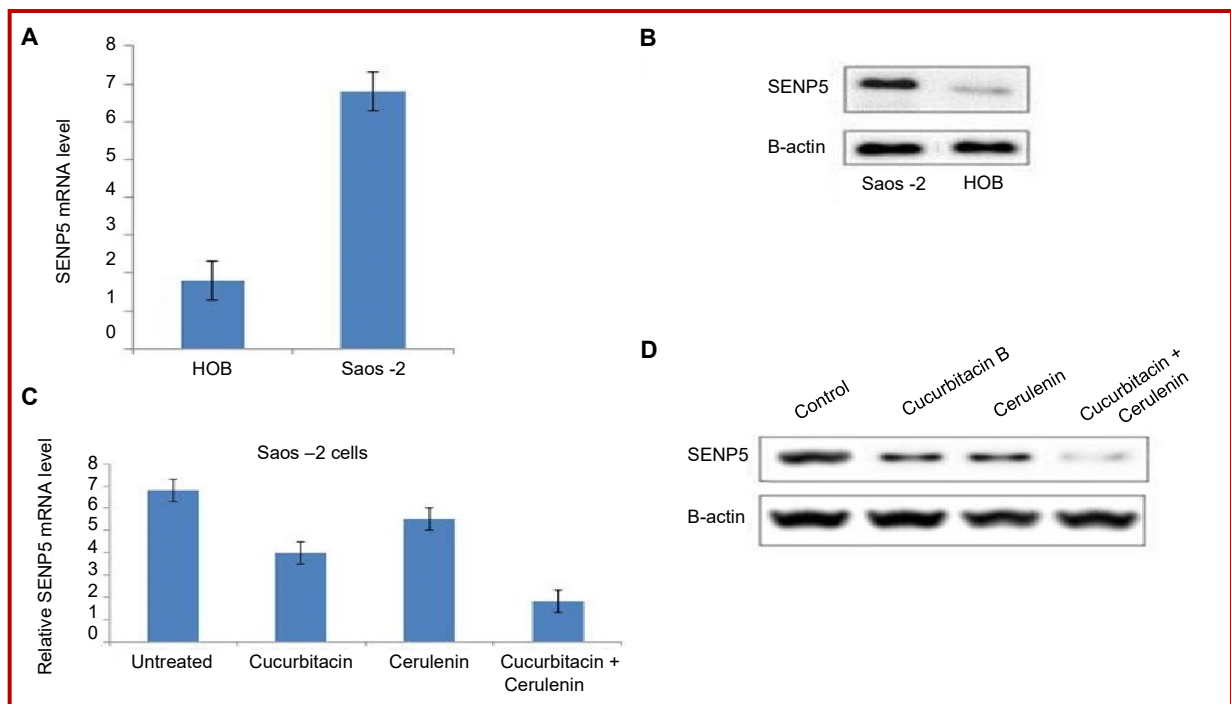 A
SENP5 mRNA level
8
7
6
5
4
3
2
1
0
HOB Saos -2
B
SENP5
B-actin
Saos -2 HOB
C
Saos –2 cells
Relative SENP5 mRNA level
8
7
6
5
4
3
2
1
0
Untreated Cucurbitacin Cerulenin Cucurbitacin +
Cerulenin
D
Control Cucurbitacin B Cerulenin Cucurbitacin +
Cerulenin
SENP5
B-actin